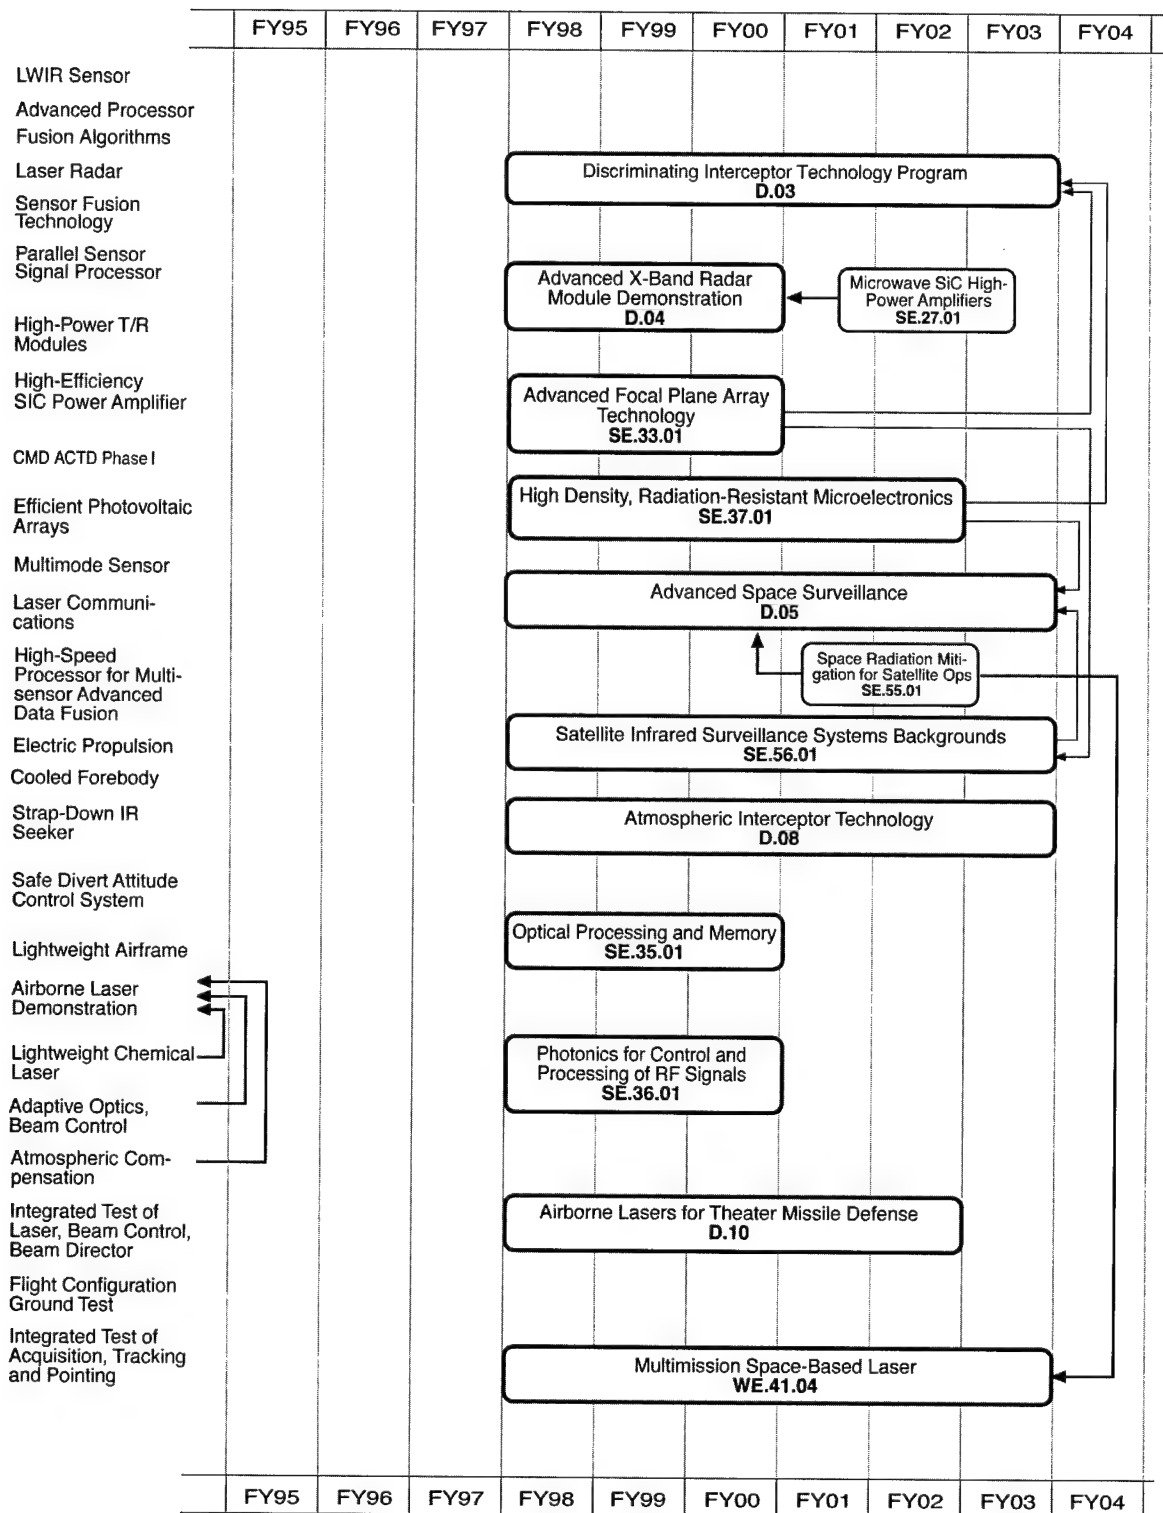 FY95 FY96 FY97 FY98 FY99 FY00 FY01 FY02 FY03 FY04
LWIR Sensor
Advanced Processor
Fusion Algorithms
Laser Radar
Sensor Fusion
Technology
Parallel Sensor
Signal Processor
High-Power T/R
Modules
High-Efficiency
SIC Power Amplifier
CMD ACTD Phase I
Efficient Photovoltaic
Arrays
Multimode Sensor
Laser Communi-
cations
High-Speed
Processor for Multi-
sensor Advanced
Data Fusion
Electric Propulsion
Cooled Forebody
Strap-Down IR
Seeker
Safe Divert Attitude
Control System
Lightweight Airframe
Airborne Laser
Demonstration
Lightweight Chemical
Laser
Adaptive Optics,
Beam Control
Atmospheric Com-
pensation
Integrated Test of
Laser, Beam Control,
Beam Director
Flight Configuration
Ground Test
Integrated Test of
Acquisition, Tracking
and Pointing
Discriminating Interceptor Technology Program
D.03
Advanced X-Band Radar
Module Demonstration
D.04
Microwave SiC High-
Power Amplifiers
SE.27.01
Advanced Focal Plane Array
Technology
SE.33.01
High Density, Radiation-Resistant Microelectronics
SE.37.01
Advanced Space Surveillance
D.05
Space Radiation Miti-
gation for Satellite Ops
SE.55.01
Satellite Infrared Surveillance Systems Backgrounds
SE.56.01
Atmospheric Interceptor Technology
D.08
Optical Processing and Memory
SE.35.01
Photonics for Control and
Processing of RF Signals
SE.36.01
Airborne Lasers for Theater Missile Defense
D.10
Multimission Space-Based Laser
WE.41.04
FY95 FY96 FY97 FY98 FY99 FY00 FY01 FY02 FY03 FY04